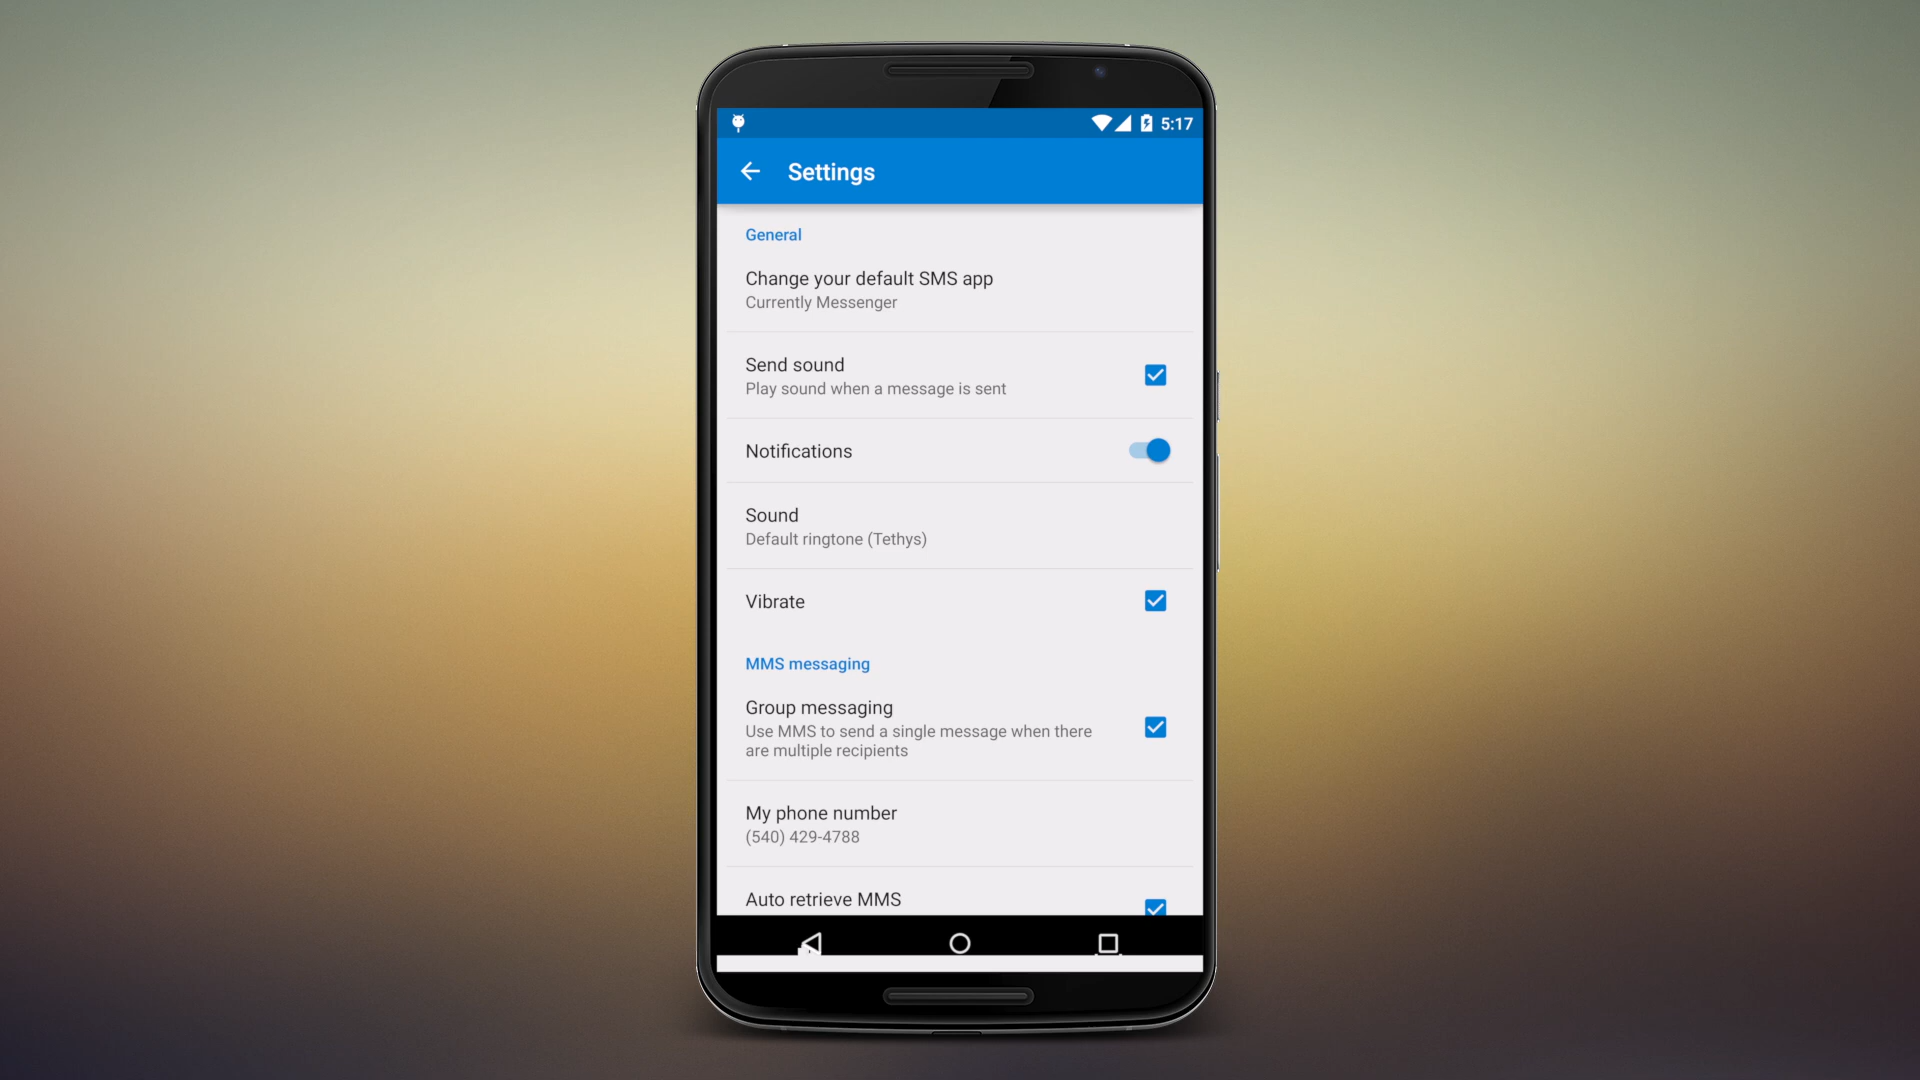 5:17
Settings
General
Change your default SMS app
Currently Messenger
Send sound
Play sound when a message is sent
Notifications
Sound
Default ringtone (Tethys)
Vibrate
MMS messaging
Group messaging
Use MMS to send a single message when there
are multiple recipients
My phone number
(540) 429-4788
Auto retrieve MMS